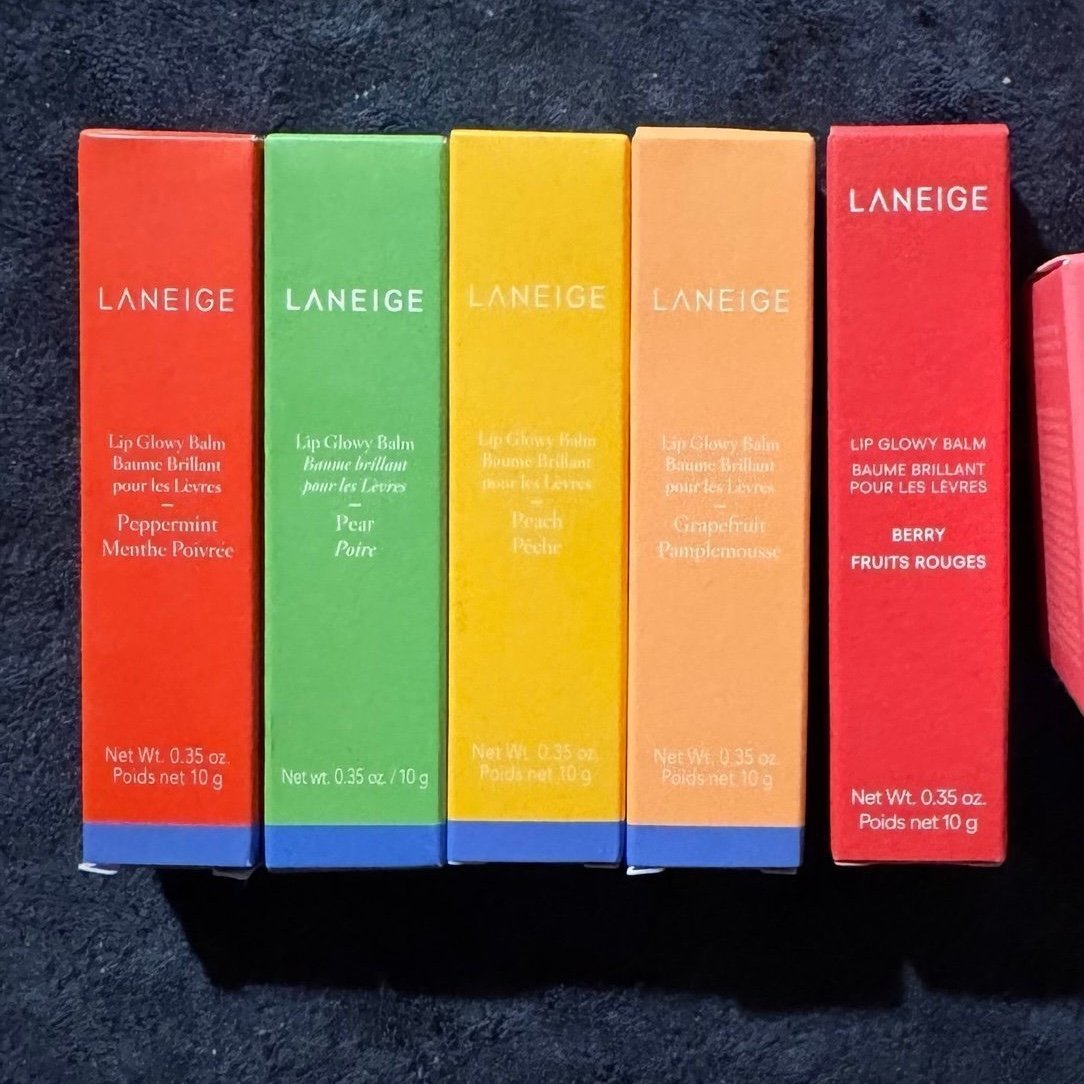 LANEIGE
Lip Glowy Balm
Baume Brillant
pour les Lèvres
Peppermint
Menthe Poivrée
Net Wt. 0.35 oz.
Poids net 10 g
LANEIGE
Lip Glowy Balm
Baume brillant
pour les Lèvres
Pear
Poire
Net wt. 0.35 oz. / 10 g
LANEIGE
Lip Glowy Balm
Baume Brillant
pour les Lèvres
Peach
Pêche
Net Wt. 0.35 oz.
Poids net 10 g
LANEIGE
Lip Glowy Balm
Baume Brillant
pour les Lèvres
Grapefruit
Pamplemousse
Net Wt. 0.35 oz.
Poids net 10 g
LANEIGE
LIP GLOWY BALM
BAUME BRILLANT
POUR LES LÈVRES
BERRY
FRUITS ROUGES
Net Wt. 0.35 oz.
Poids net 10 g